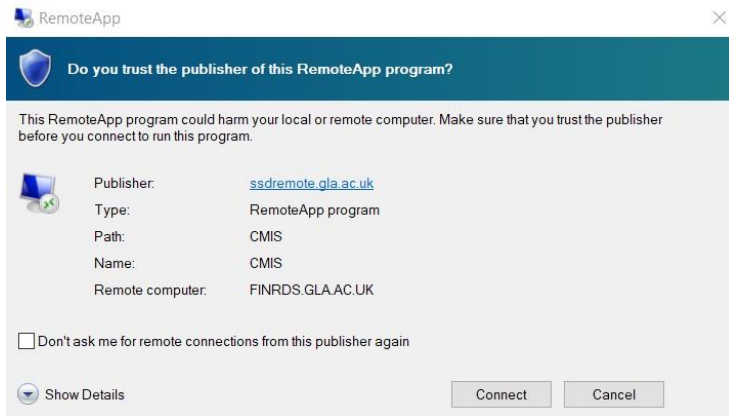 RemoteApp
Do you trust the publisher of this RemoteApp program?
This RemoteApp program could harm your local or remote computer. Make sure that you trust the publisher
before you connect to run this program.
Publisher: ssdremote.gla.ac.uk
Type: RemoteApp program
Path: CMIS
Name: CMIS
Remote computer: FINRDS.GLA.AC.UK
Don't ask me for remote connections from this publisher again
Show Details Connect Cancel